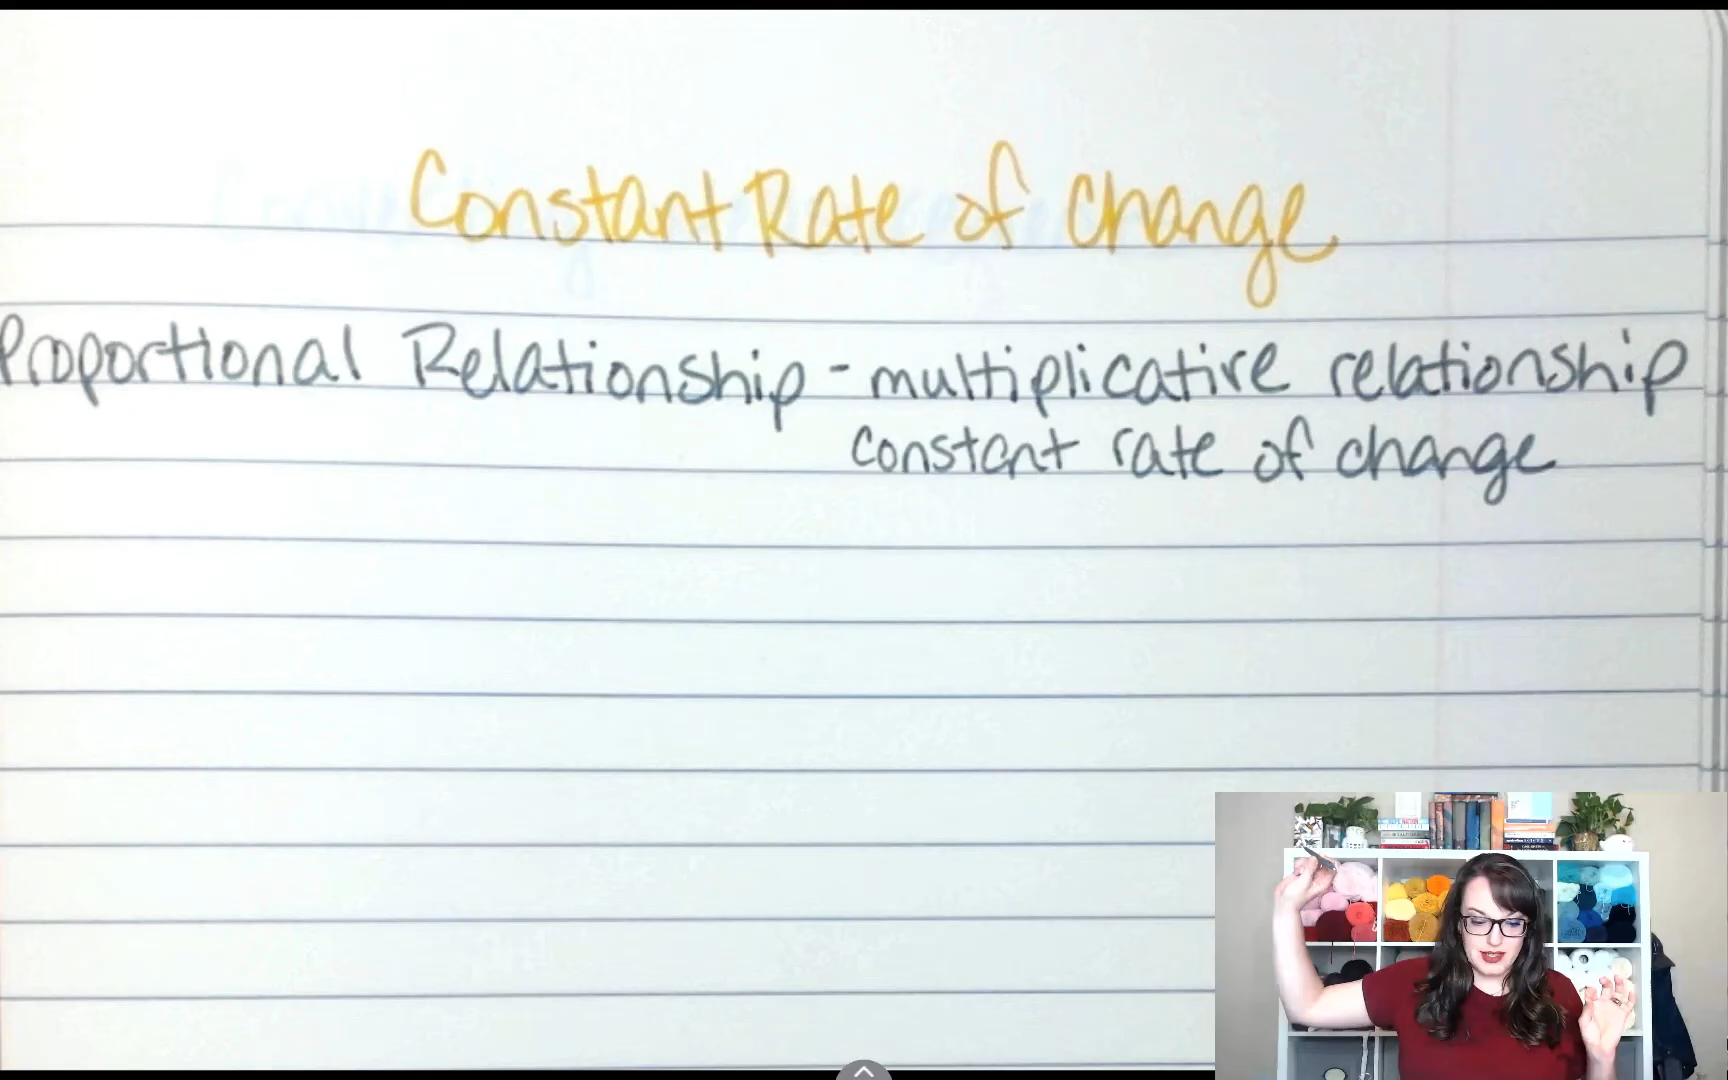 Constant Rate of change
Proportional Relationship - multiplicative relationship
constant rate of change